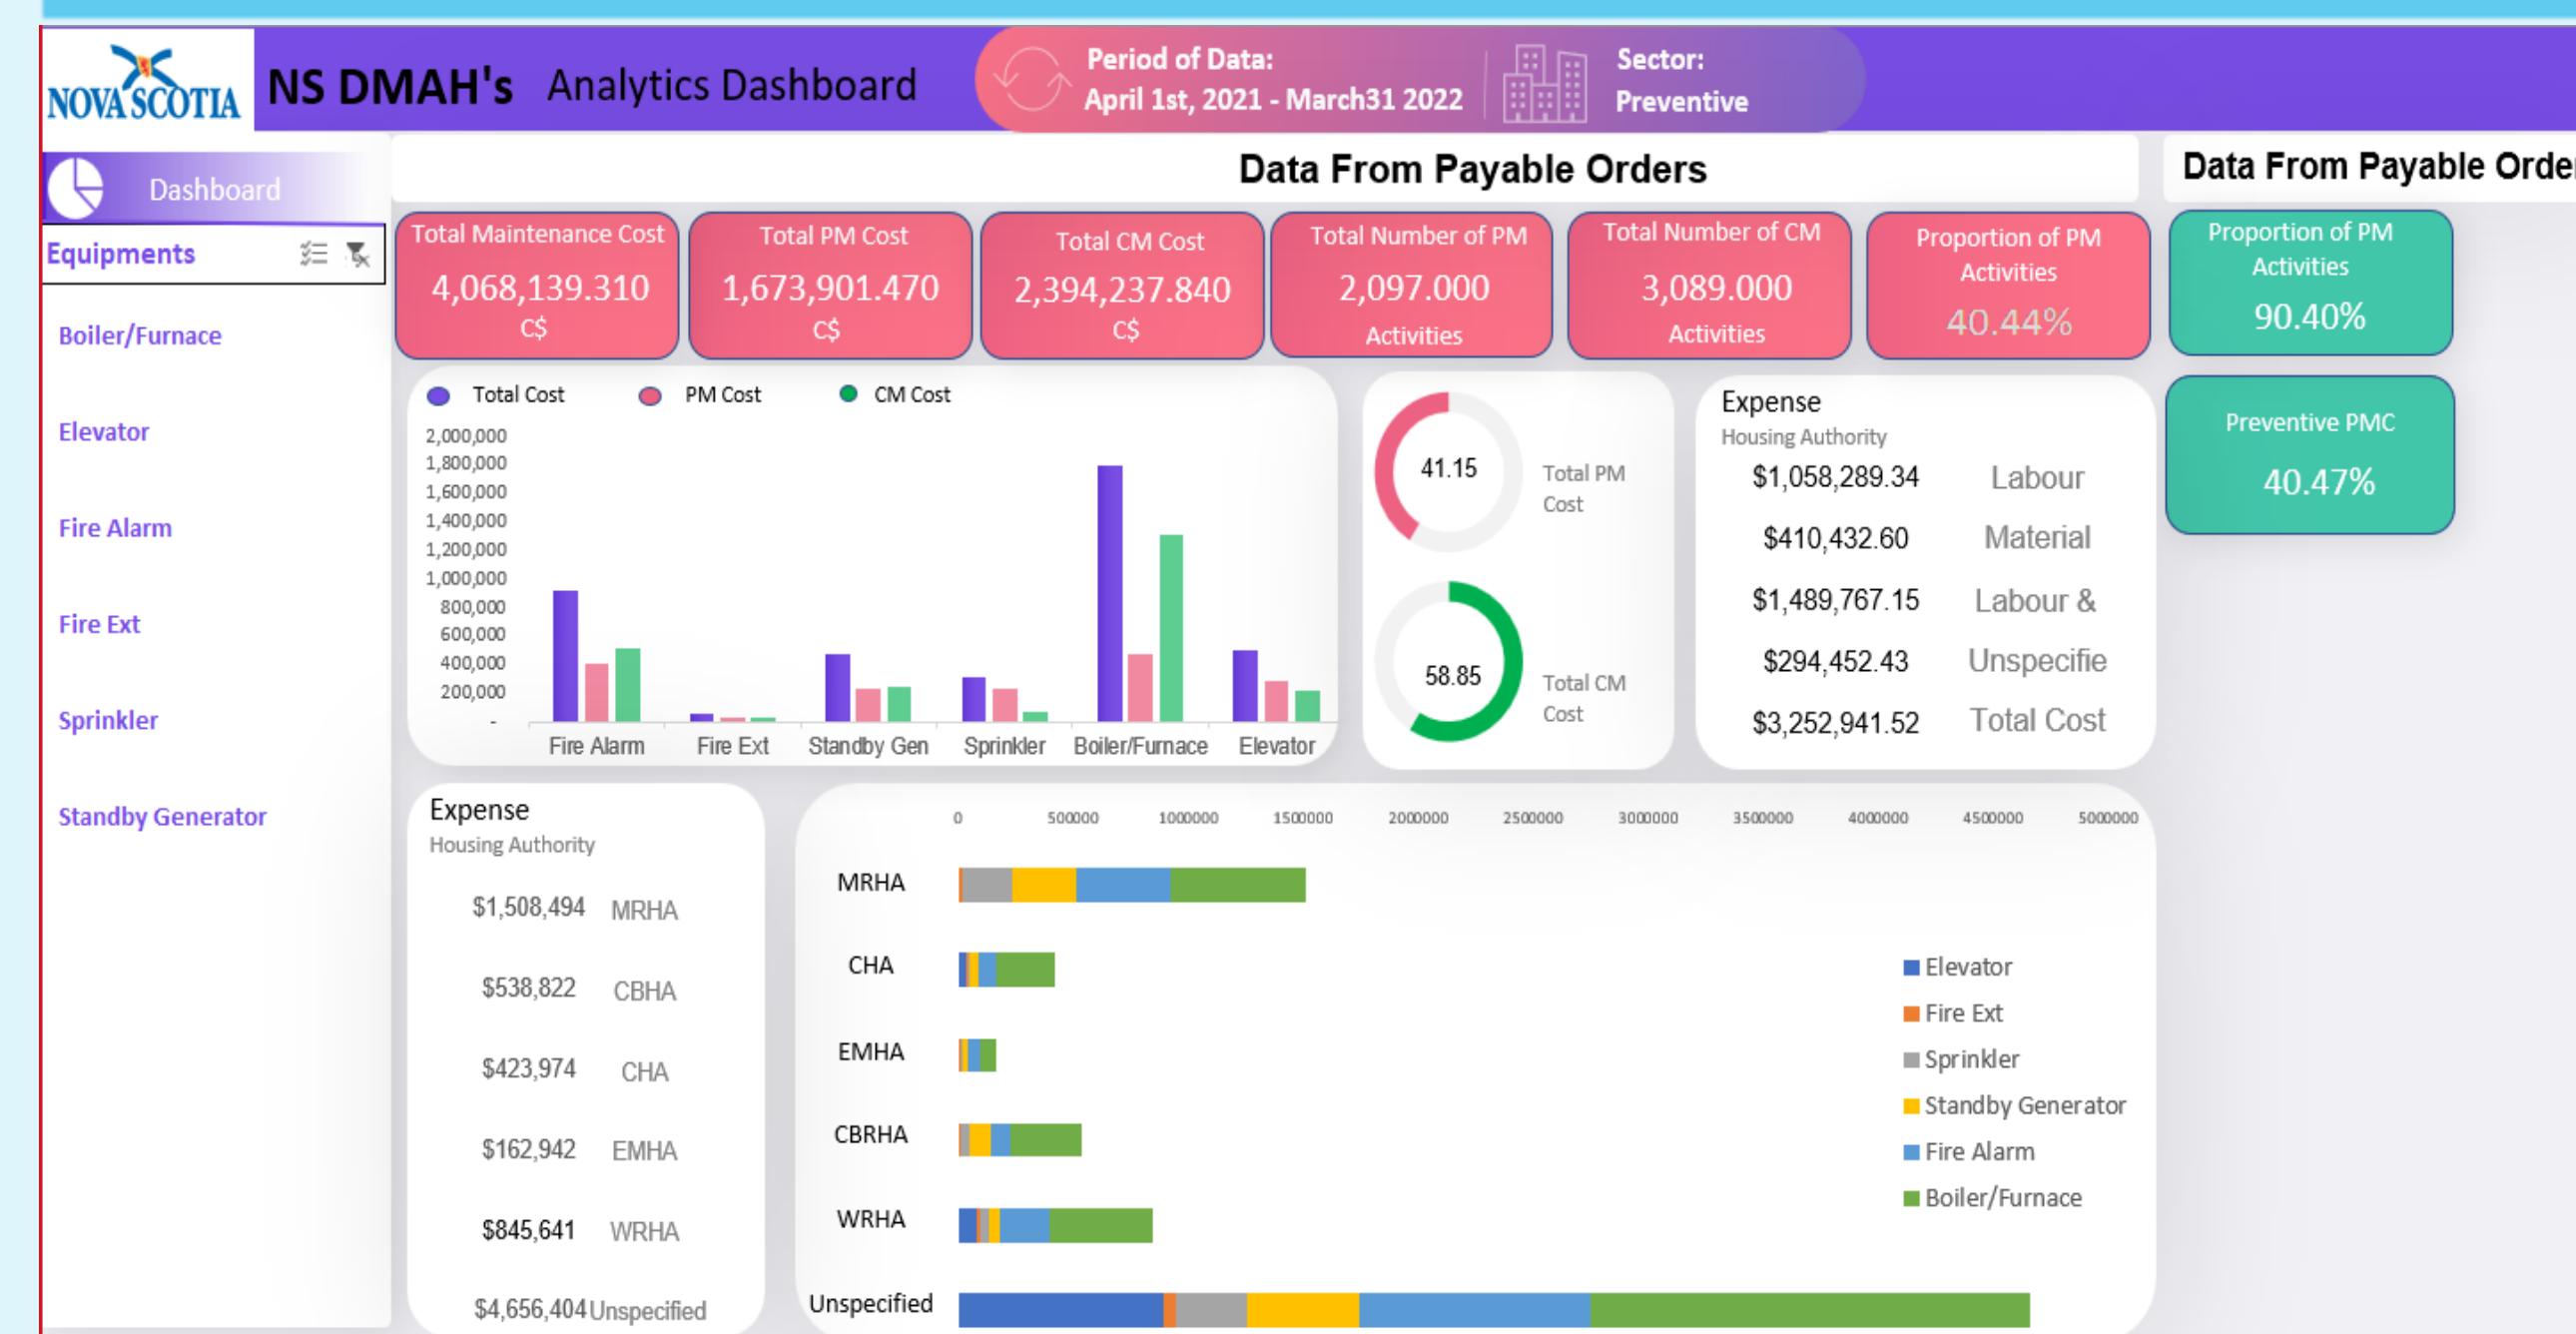 NOVA SCOTIA
NS DMAH's Analytics Dashboard
Period of Data:
April 1st, 2021 - March31 2022
Sector:
Preventive
Dashboard
Equipments
Boiler/Furnace
Elevator
Fire Alarm
Fire Ext
Sprinkler
Standby Generator
Data From Payable Orders
Total Maintenance Cost
4,068,139.310
C$
Total PM Cost
1,673,901.470
C$
Total CM Cost
2,394,237.840
C$
Total Number of PM
2,097.000
Activities
Total Number of CM
3,089.000
Activities
Proportion of PM
Activities
40.44%
Data From Payable Order
Proportion of PM
Activities
90.40%
Preventive PMC
40.47%
Total Cost
PM Cost
CM Cost
2,000,000
1,800,000
1,600,000
1,400,000
1,200,000
1,000,000
800,000
600,000
400,000
200,000
-
Fire Alarm
Fire Ext
Standby Gen
Sprinkler
Boiler/Furnace
Elevator
41.15
Total PM
Cost
58.85
Total CM
Cost
Expense
Housing Authority
$1,058,289.34 Labour
$410,432.60 Material
$1,489,767.15 Labour &
$294,452.43 Unspecifie
$3,252,941.52 Total Cost
Expense
Housing Authority
$1,508,494 MRHA
$538,822 CBHA
$423,974 CHA
$162,942 EMHA
$845,641 WRHA
$4,656,404 Unspecified
0 500000 1000000 1500000 2000000 2500000 3000000 3500000 4000000 4500000 5000000
MRHA
CHA
EMHA
CBRHA
WRHA
Unspecified
Elevator
Fire Ext
Sprinkler
Standby Generator
Fire Alarm
Boiler/Furnace